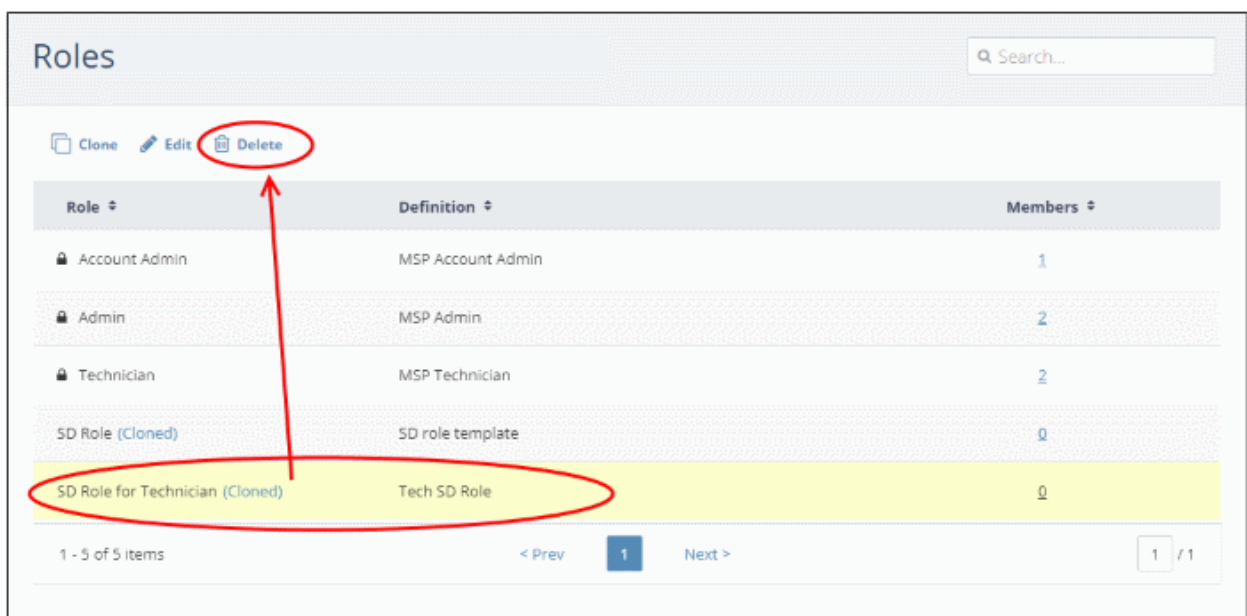 Roles
Search...
Clone Edit Delete
Role Definition Members
Account Admin MSP Account Admin 1
Admin MSP Admin 2
Technician MSP Technician 2
SD Role (Cloned) SD role template 0
SD Role for Technician (Cloned) Tech SD Role 0
1 - 5 of 5 items < Prev 1 Next > 1 / 1